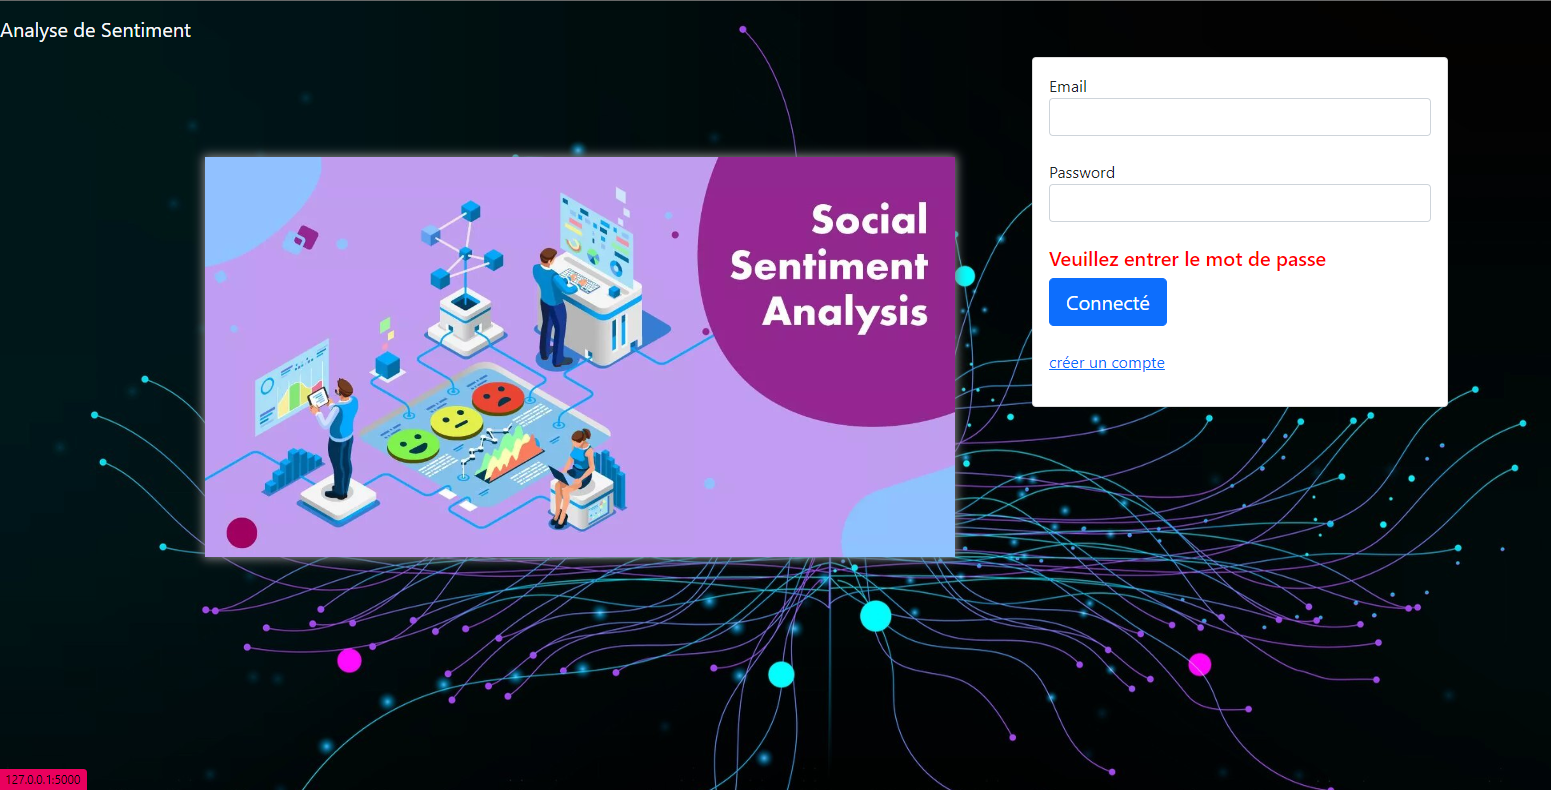 Analyse de Sentiment
Social
Sentiment
Analysis
Email
Password
Veuillez entrer le mot de passe
Connecté
créer un compte
127.0.0.1:5000